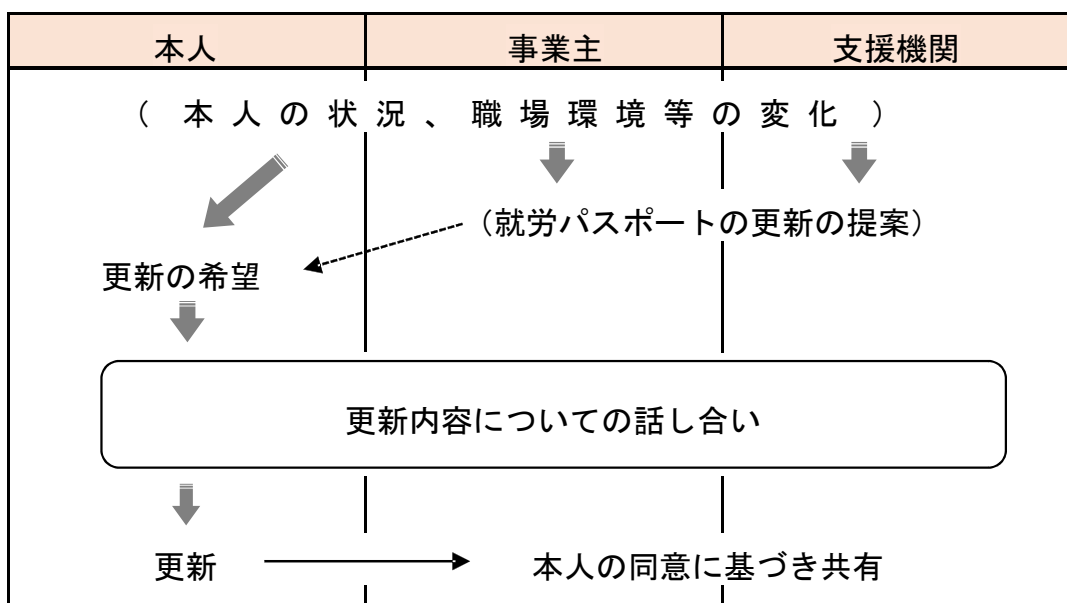 本人 事業主 支援機関
（本人の状況、職場環境等の変化）
（就労パスポートの更新の提案）
更新の希望
更新内容についての話し合い
更新 本人の同意に基づき共有